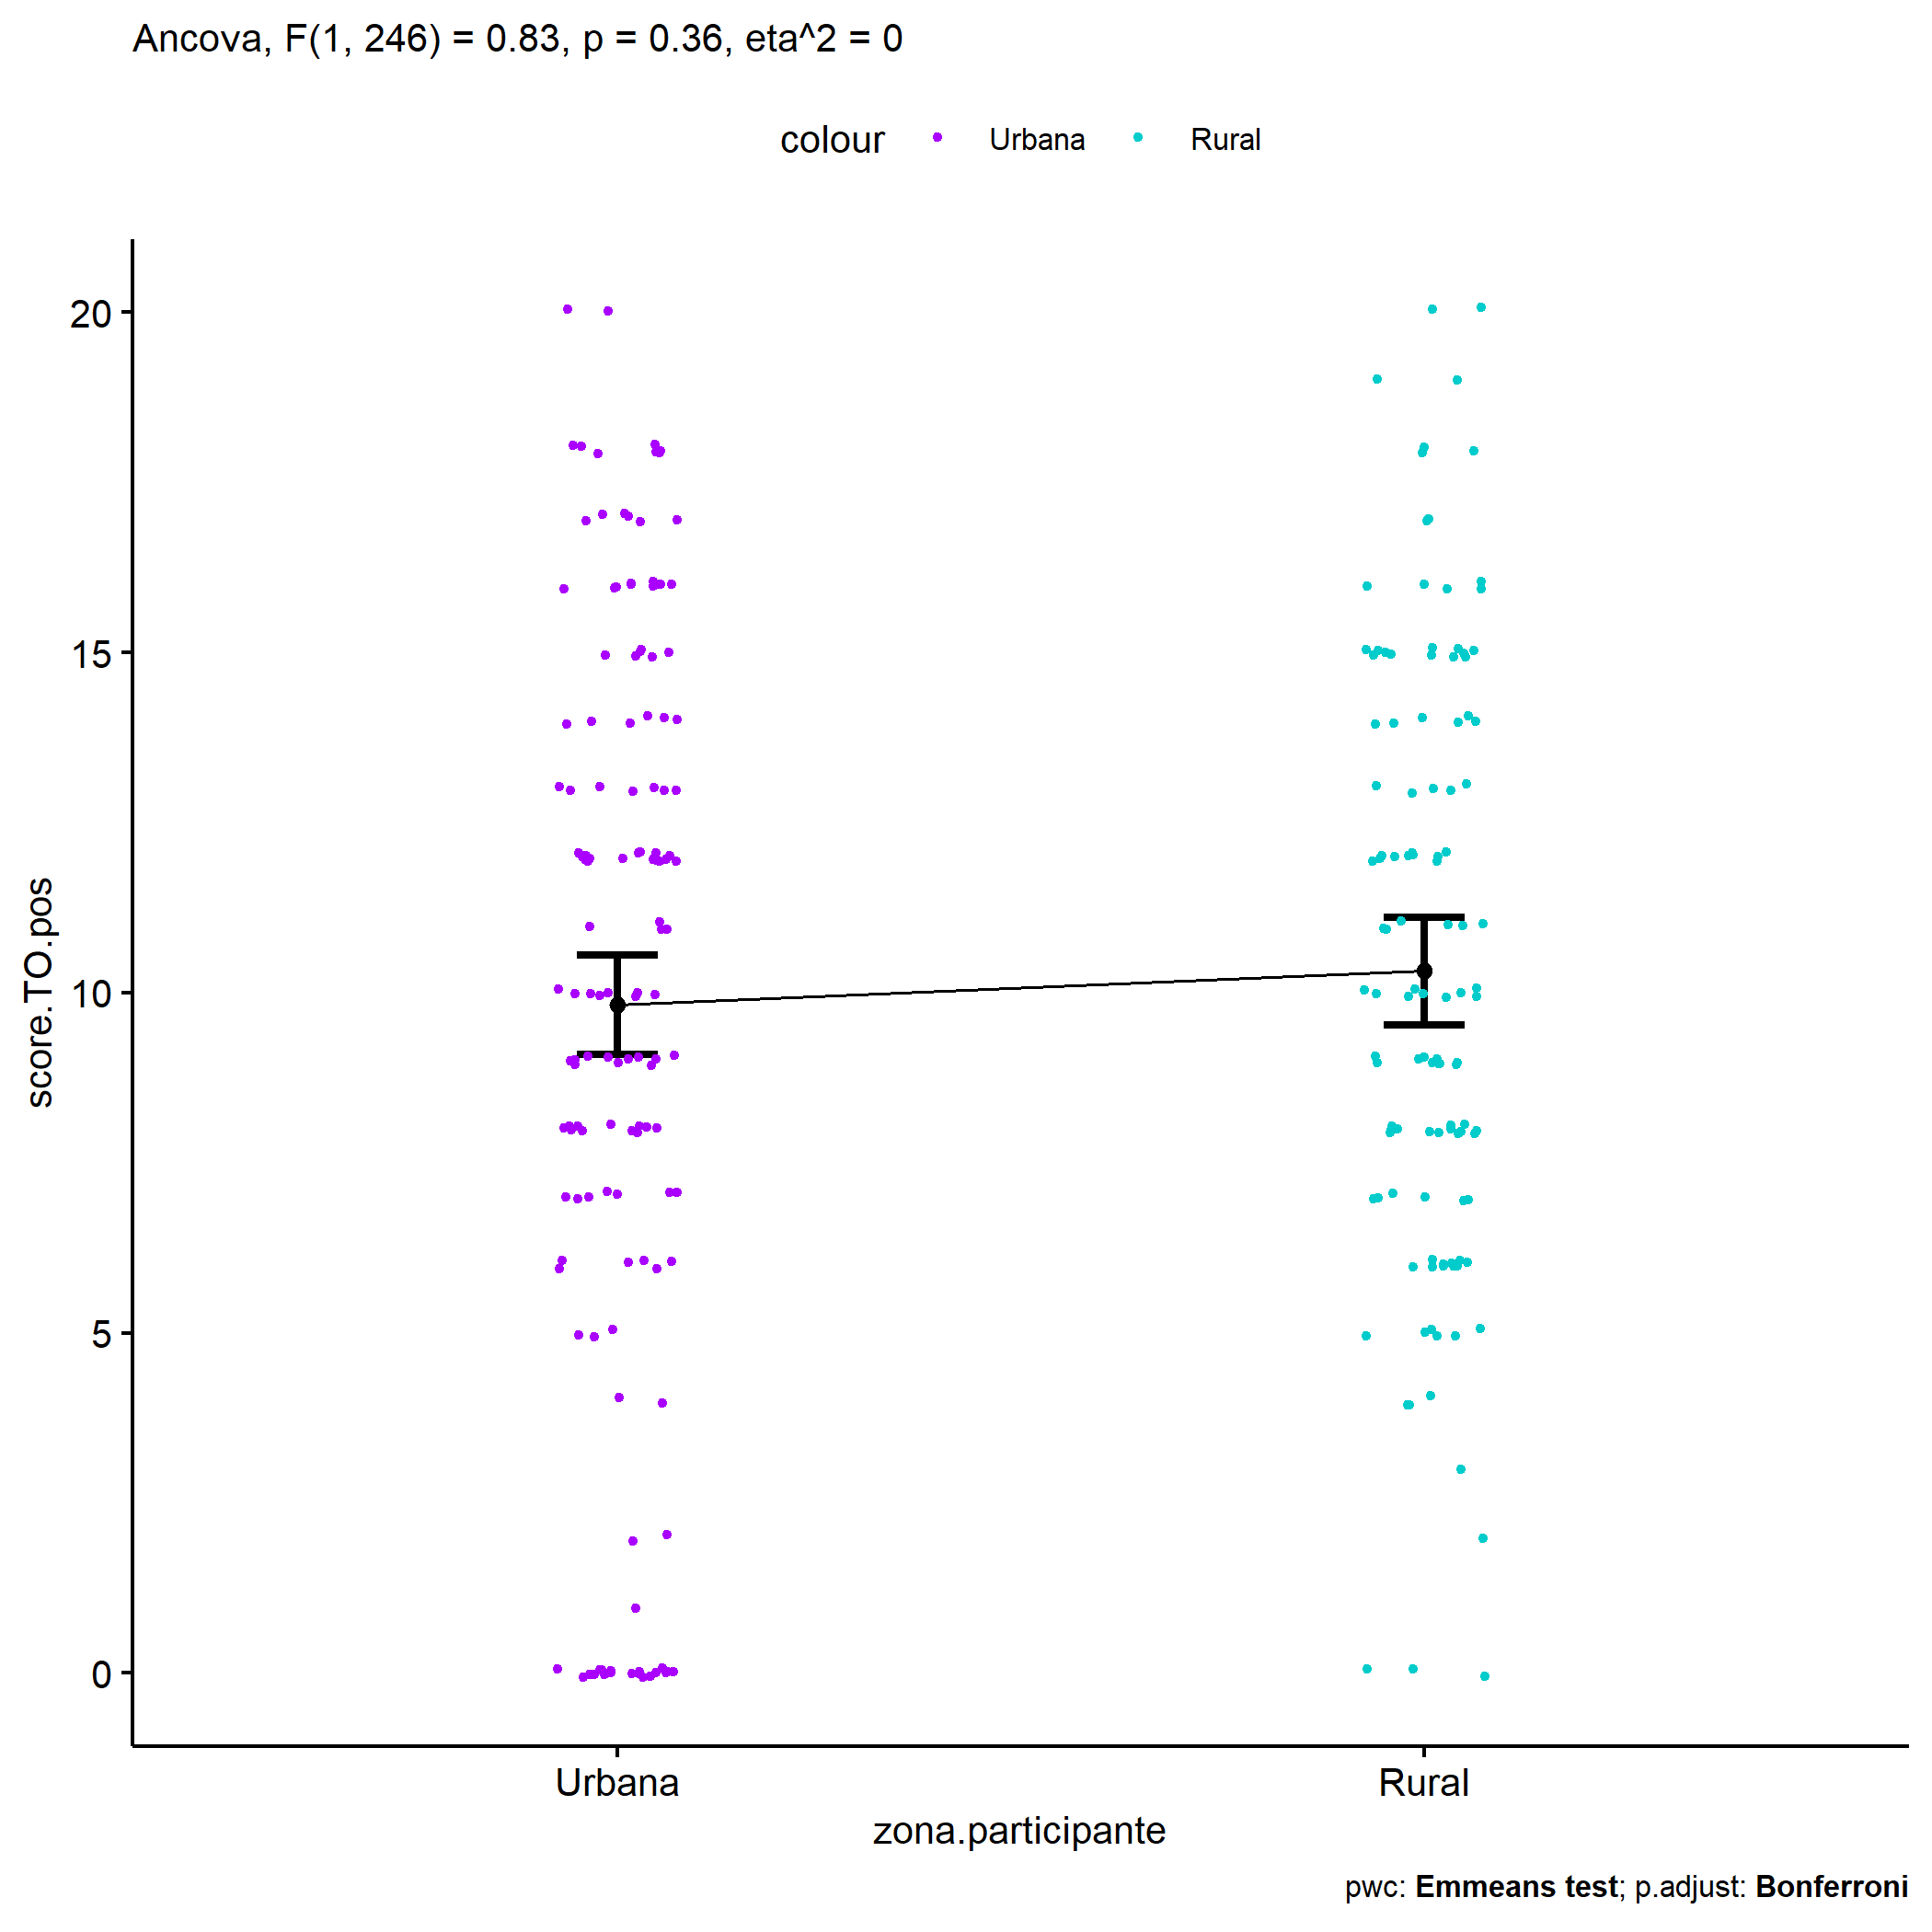 Ancova, F(1, 246) = 0.83, p = 0.36, eta^2 = 0
colour Urbana Rural
20
15
10
5
0
score.TO.pos
Urbana Rural
zona.participante
pwc: Emmeans test; p.adjust: Bonferroni